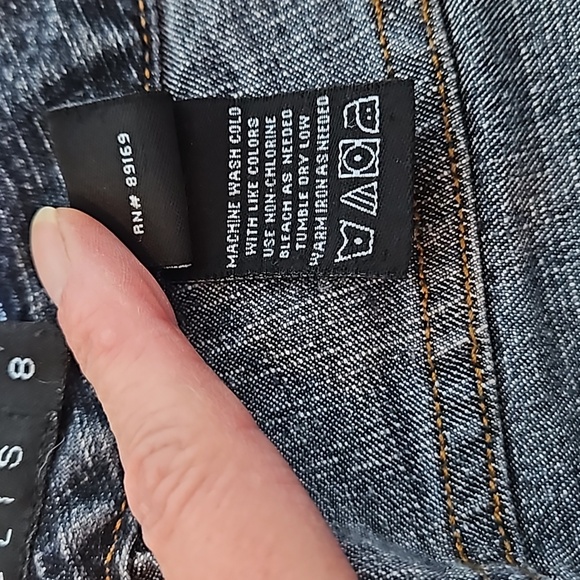 RN# 89169
MACHINE WASH COLD
WITH LIKE COLORS
USE NON-CHLORINE
BLEACH AS NEEDED
TUMBLE DRY LOW
WARM IRON AS NEEDED
8